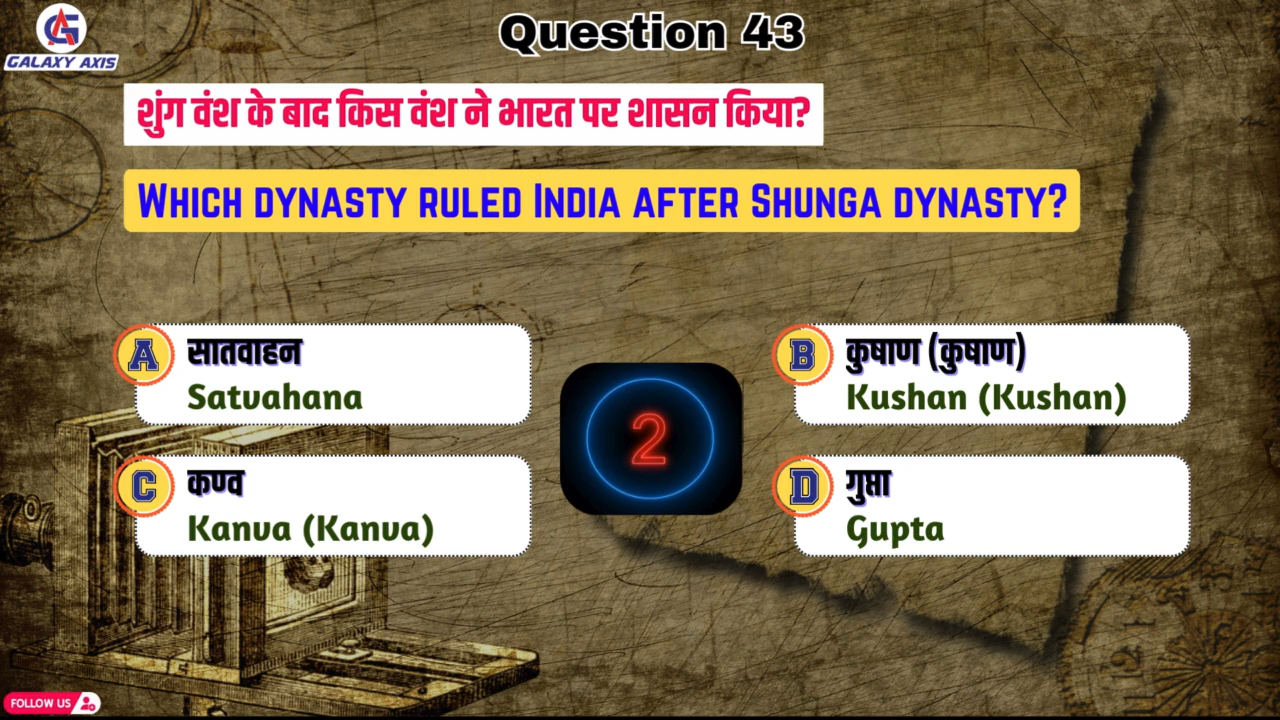 GALAXY AXIS
Question 43
शुंग वंश के बाद किस वंश ने भारत पर शासन किया?
Which dynasty ruled India after Shunga dynasty?
A
सातवाहन
Satvahana
B
कुषाण (कुषाण)
Kushan (Kushan)
2
C
कण्व
Kanva (Kanva)
D
गुप्ता
Gupta
12
FOLLOW US